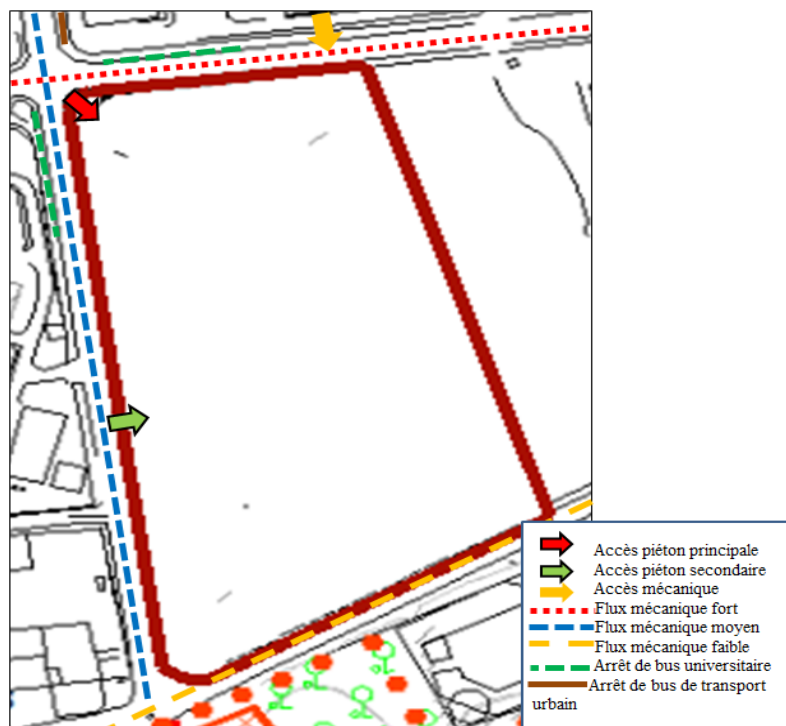 Accès piéton principale
Accès piéton secondaire
Accès mécanique
Flux mécanique fort
Flux mécanique moyen
Flux mécanique faible
Arrêt de bus universitaire
Arrêt de bus de transport
urbain